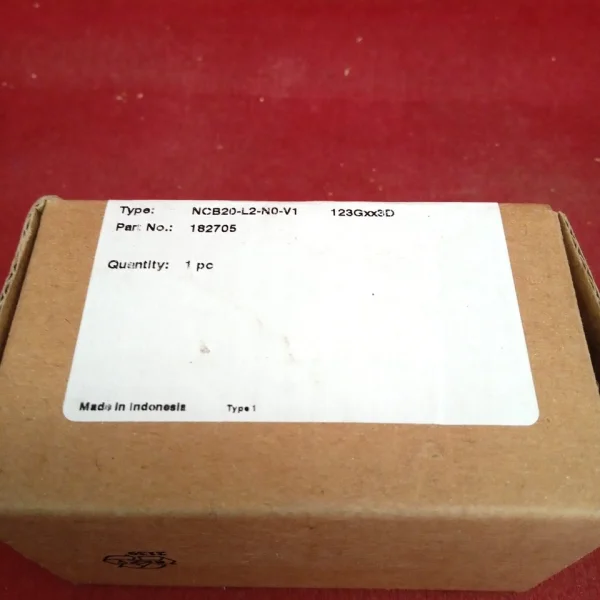 Type: NCB20-L2-N0-V1 123Gxx3D
Part No.: 182705
Quantity: 1 pc
Made in Indonesia Type 1